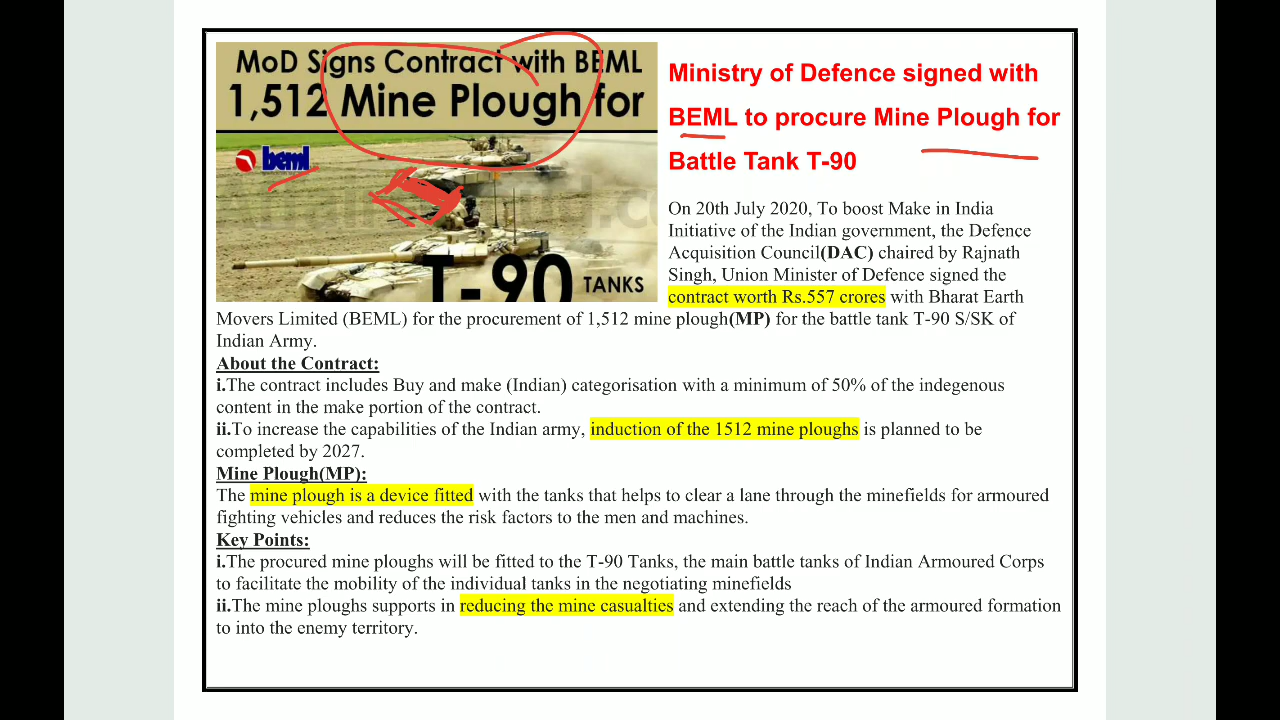 MoD Signs Contract with BEML
1,512 Mine Plough for
beml
T-90 TANKS
Ministry of Defence signed with
BEML to procure Mine Plough for
Battle Tank T-90
On 20th July 2020, To boost Make in India
Initiative of the Indian government, the Defence
Acquisition Council(DAC) chaired by Rajnath
Singh, Union Minister of Defence signed the
contract worth Rs.557 crores with Bharat Earth
Movers Limited (BEML) for the procurement of 1,512 mine plough(MP) for the battle tank T-90 S/SK of
Indian Army.
About the Contract:
i.The contract includes Buy and make (Indian) categorisation with a minimum of 50% of the indegenous
content in the make portion of the contract.
ii.To increase the capabilities of the Indian army, induction of the 1512 mine ploughs is planned to be
completed by 2027.
Mine Plough(MP):
The mine plough is a device fitted with the tanks that helps to clear a lane through the minefields for armoured
fighting vehicles and reduces the risk factors to the men and machines.
Key Points:
i.The procured mine ploughs will be fitted to the T-90 Tanks, the main battle tanks of Indian Armoured Corps
to facilitate the mobility of the individual tanks in the negotiating minefields
ii.The mine ploughs supports in reducing the mine casualties and extending the reach of the armoured formation
to into the enemy territory.